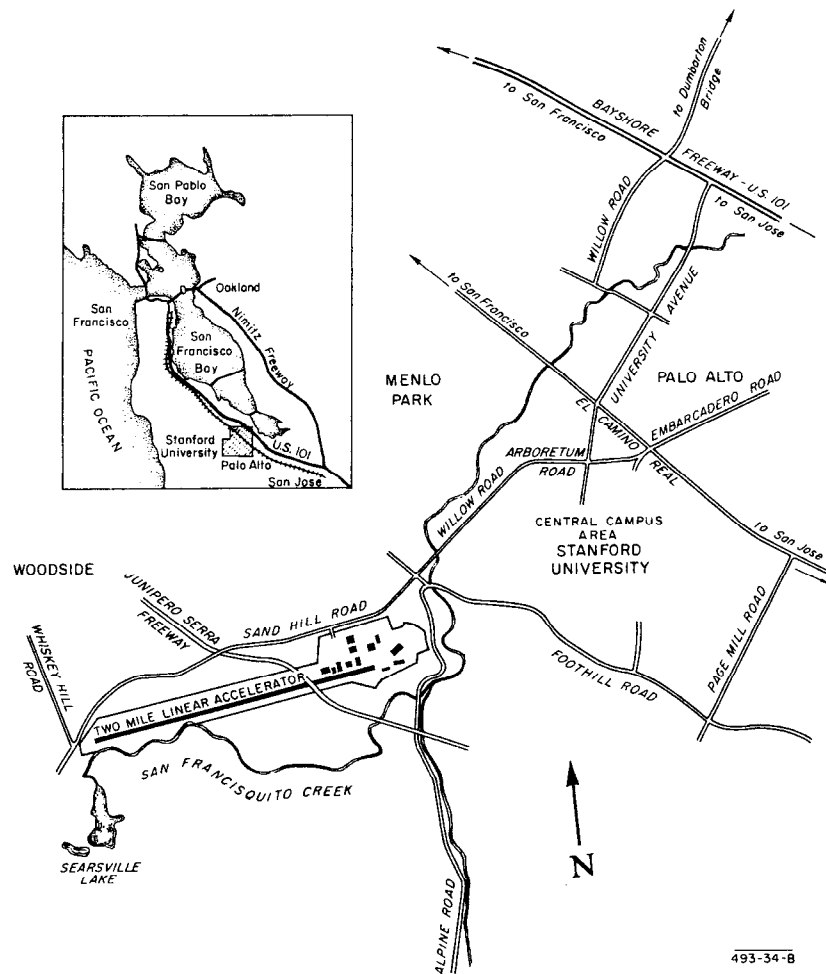 to Dumbarton
Bridge
to San Francisco
BAYSHORE
FREEWAY - U.S. 101
to San Jose
WILLOW ROAD
San Pablo
Bay
Oakland
San
Francisco
San
Francisco
Bay
Nimitz
Freeway
PACIFIC OCEAN
Stanford
University
U.S. 101
Palo Alto
San Jose
to San Francisco
UNIVERSITY AVENUE
MENLO
PARK
PALO ALTO
EL CAMINO REAL
EMBARCADERO ROAD
ARBORETUM
ROAD
WILLOW ROAD
CENTRAL CAMPUS
AREA
STANFORD
UNIVERSITY
to San Jose
WOODSIDE
JUNIPERO SERRA
FREEWAY
SAND HILL ROAD
WHISKEY HILL
ROAD
FOOTHILL ROAD
PAGE MILL ROAD
TWO MILE LINEAR ACCELERATOR
SAN FRANCISQUITO CREEK
SEARSVILLE
LAKE
N
ALPINE ROAD
493-34-B